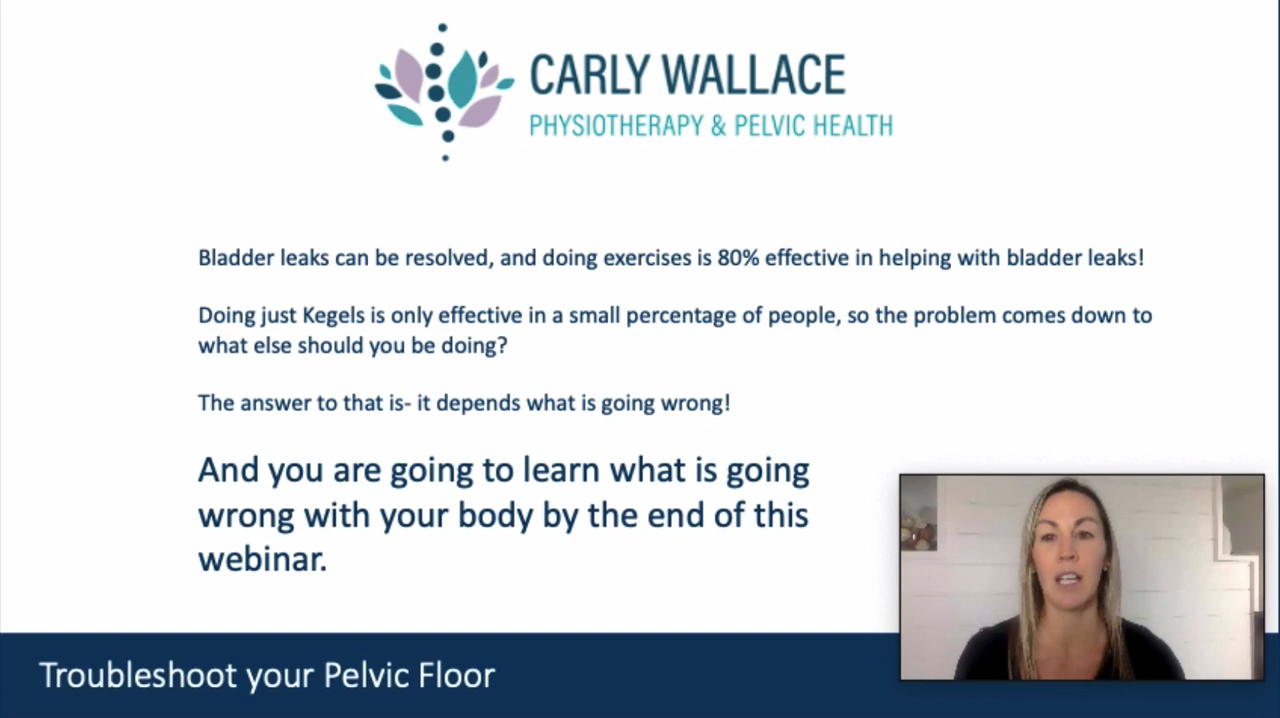 CARLY WALLACE
PHYSIOTHERAPY & PELVIC HEALTH
Bladder leaks can be resolved, and doing exercises is 80% effective in helping with bladder leaks!
Doing just Kegels is only effective in a small percentage of people, so the problem comes down to
what else should you be doing?
The answer to that is- it depends what is going wrong!
And you are going to learn what is going
wrong with your body by the end of this
webinar.
Troubleshoot your Pelvic Floor